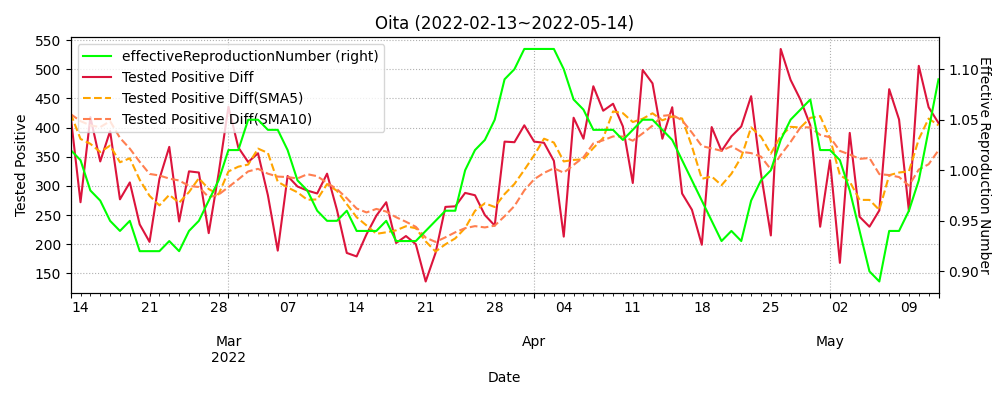 Oita (2022-02-13~2022-05-14)
effectiveReproductionNumber (right)
Tested Positive Diff
Tested Positive Diff(SMA5)
Tested Positive Diff(SMA10)
Tested Positive
550
500
450
400
350
300
250
200
150
1.10
1.05
1.00
0.95
0.90
Effective Reproduction Number
14 21 28 07 14 21 28 04 11 18 25 02 09
Mar Apr May
2022
Date